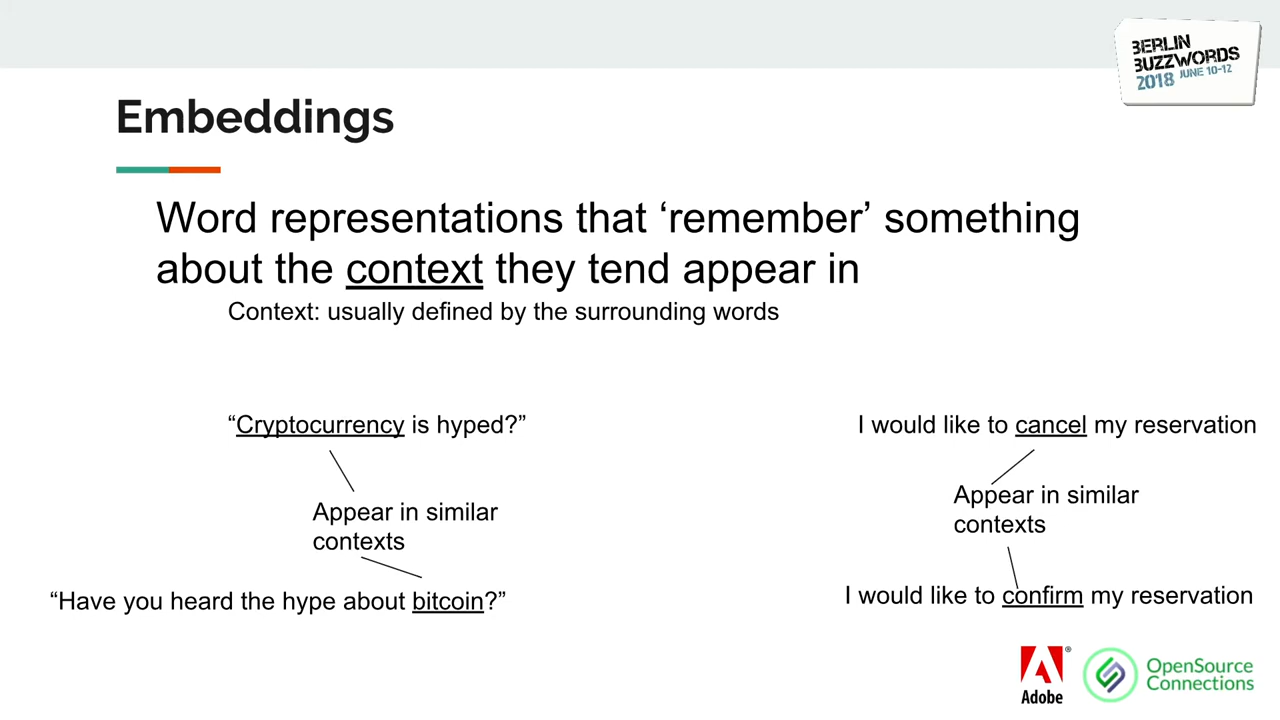 BERLIN
BUZZWORDS
2018 JUNE 10-12
Embeddings
Word representations that ‘remember’ something
about the context they tend appear in
Context: usually defined by the surrounding words
“Cryptocurrency is hyped?”
Appear in similar
contexts
“Have you heard the hype about bitcoin?”
I would like to cancel my reservation
Appear in similar
contexts
I would like to confirm my reservation
Adobe®
OpenSource
Connections